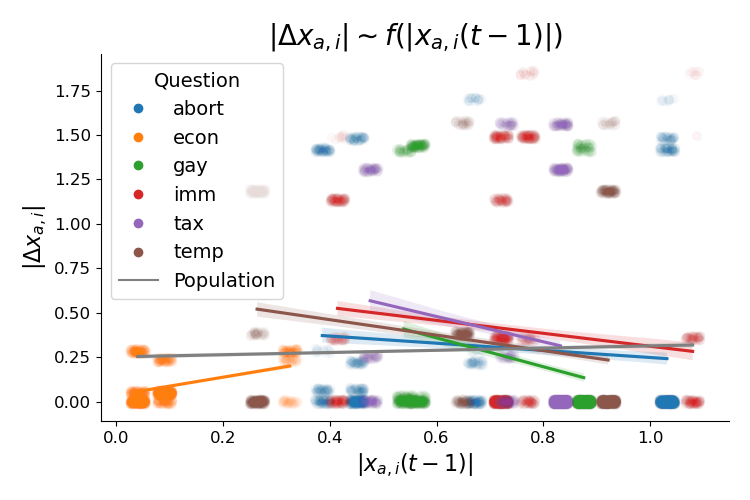 |Δx_{a,i}| ~ f(|x_{a,i}(t − 1)|)
|Δx_{a,i}|
1.75
1.50
1.25
1.00
0.75
0.50
0.25
0.00
Question
abort
econ
gay
imm
tax
temp
Population
0.0 0.2 0.4 0.6 0.8 1.0
|x_{a,i}(t − 1)|